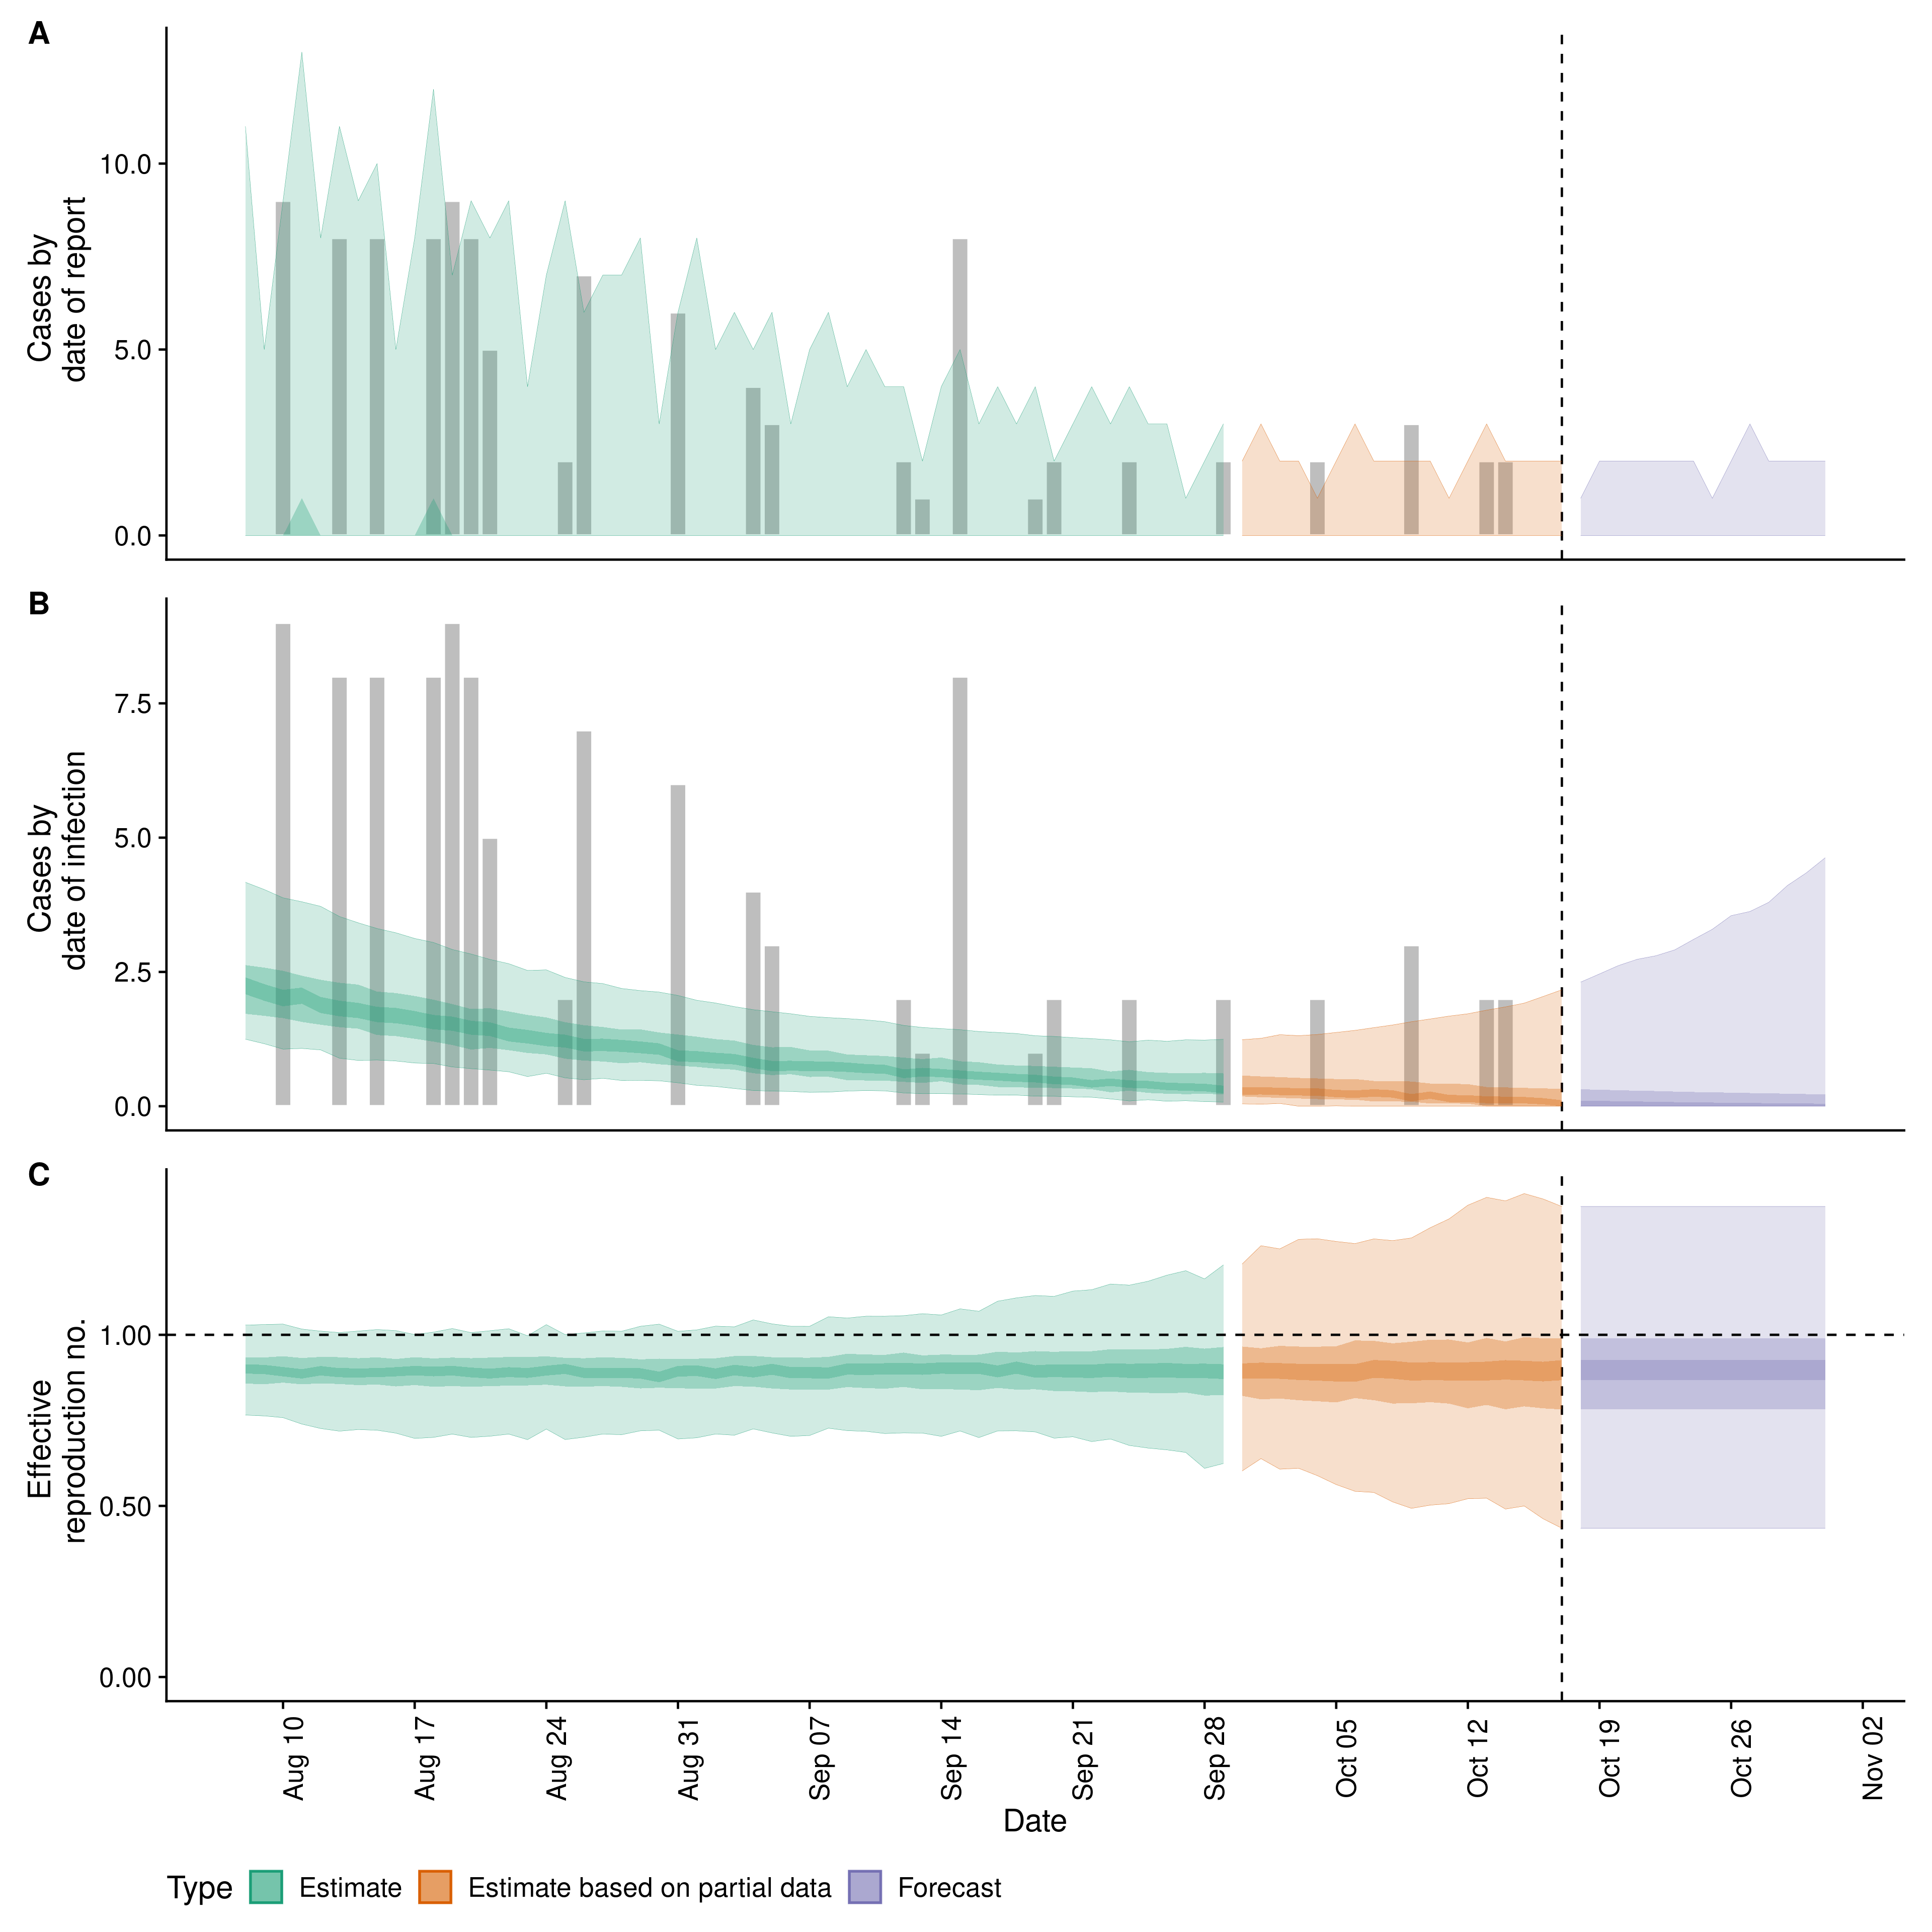 A
Cases by
date of report
10.0
5.0
0.0
B
Cases by
date of infection
7.5
5.0
2.5
0.0
C
Effective
reproduction no.
1.00
0.50
0.00
Aug 10
Aug 17
Aug 24
Aug 31
Sep 07
Sep 14
Sep 21
Sep 28
Oct 05
Oct 12
Oct 19
Oct 26
Nov 02
Date
Type Estimate Estimate based on partial data Forecast